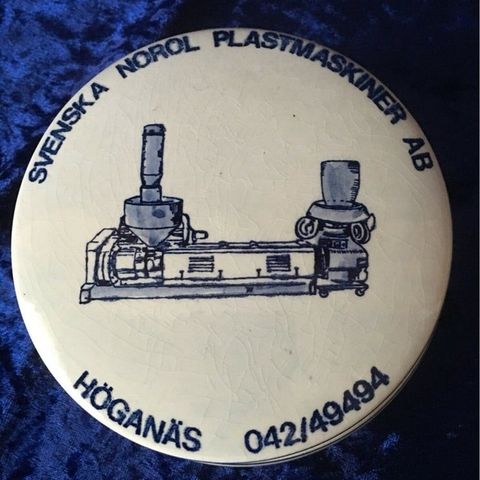 SVENSKA NOROL PLASTMASKINER AB
HÖGANÄS 042/49494